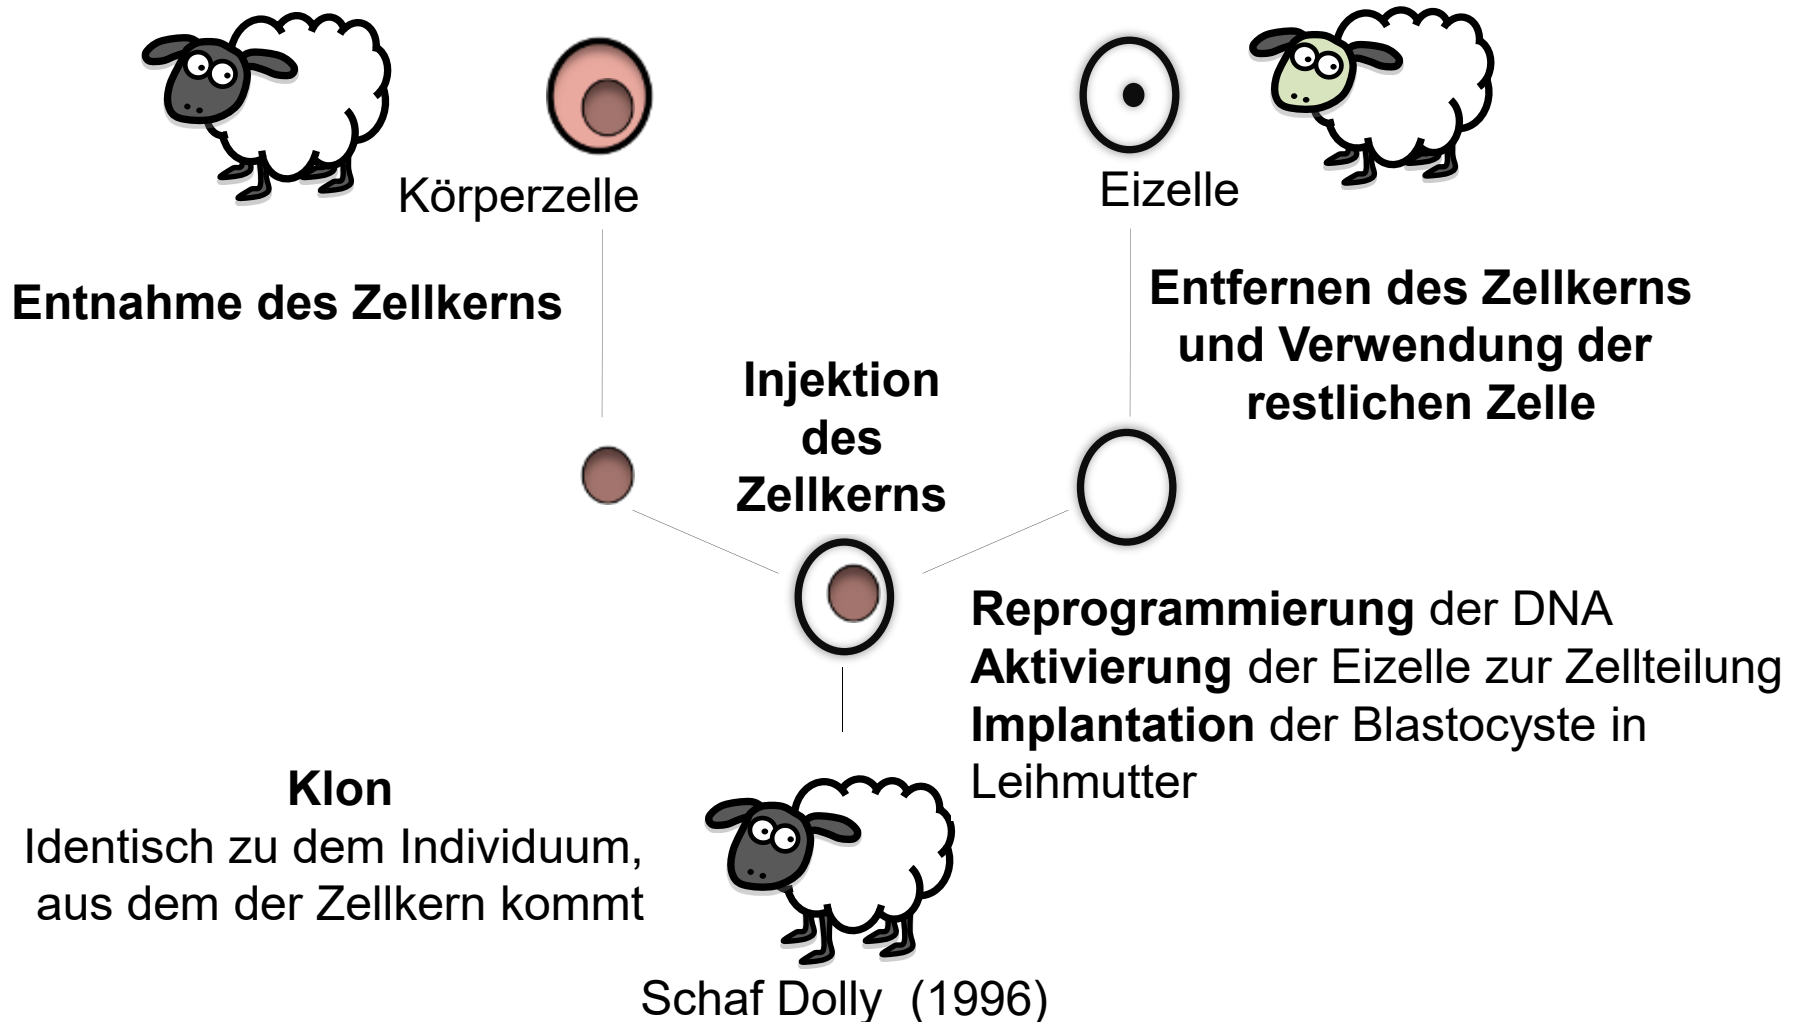 Körperzelle
Eizelle
Entnahme des Zellkerns
Entfernen des Zellkerns
und Verwendung der
restlichen Zelle
Injektion
des
Zellkerns
Reprogrammierung der DNA
Aktivierung der Eizelle zur Zellteilung
Implantation der Blastocyste in
Leihmutter
Klon
Identisch zu dem Individuum,
aus dem der Zellkern kommt
Schaf Dolly (1996)